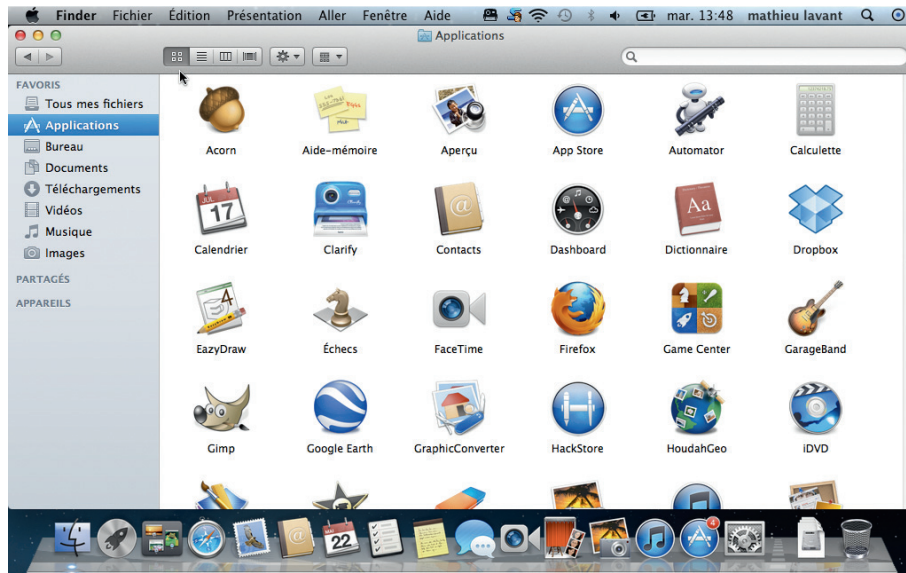 Finder Fichier Édition Présentation Aller Fenêtre Aide mar. 13:48 mathieu lavant
Applications
FAVORIS
Tous mes fichiers
Applications
Bureau
Documents
Téléchargements
Vidéos
Musique
Images
PARTAGÉS
APPAREILS
Acorn Aide-mémoire Aperçu App Store Automator Calculette
JUL 17
@
Aa
Calendrier Clarify Contacts Dashboard Dictionnaire Dropbox
4
EazyDraw Échecs FaceTime Firefox Game Center GarageBand
Gimp Google Earth GraphicConverter HackStore HoudahGeo iDVD
@ 22 4